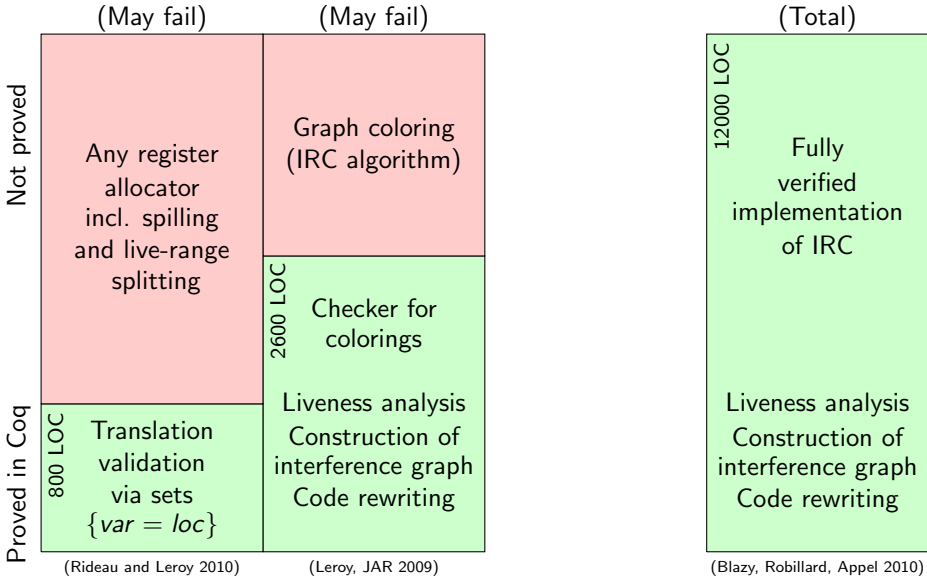 (May fail)
(May fail)
(Total)
Not proved
Any register
allocator
incl. spilling
and live-range
splitting
Proved in Coq
800 LOC
Translation
validation
via sets
{var = loc}
(Rideau and Leroy 2010)
Graph coloring
(IRC algorithm)
2600 LOC
Checker for
colorings
Liveness analysis
Construction of
interference graph
Code rewriting
(Leroy, JAR 2009)
12000 LOC
Fully
verified
implementation
of IRC
Liveness analysis
Construction of
interference graph
Code rewriting
(Blazy, Robillard, Appel 2010)